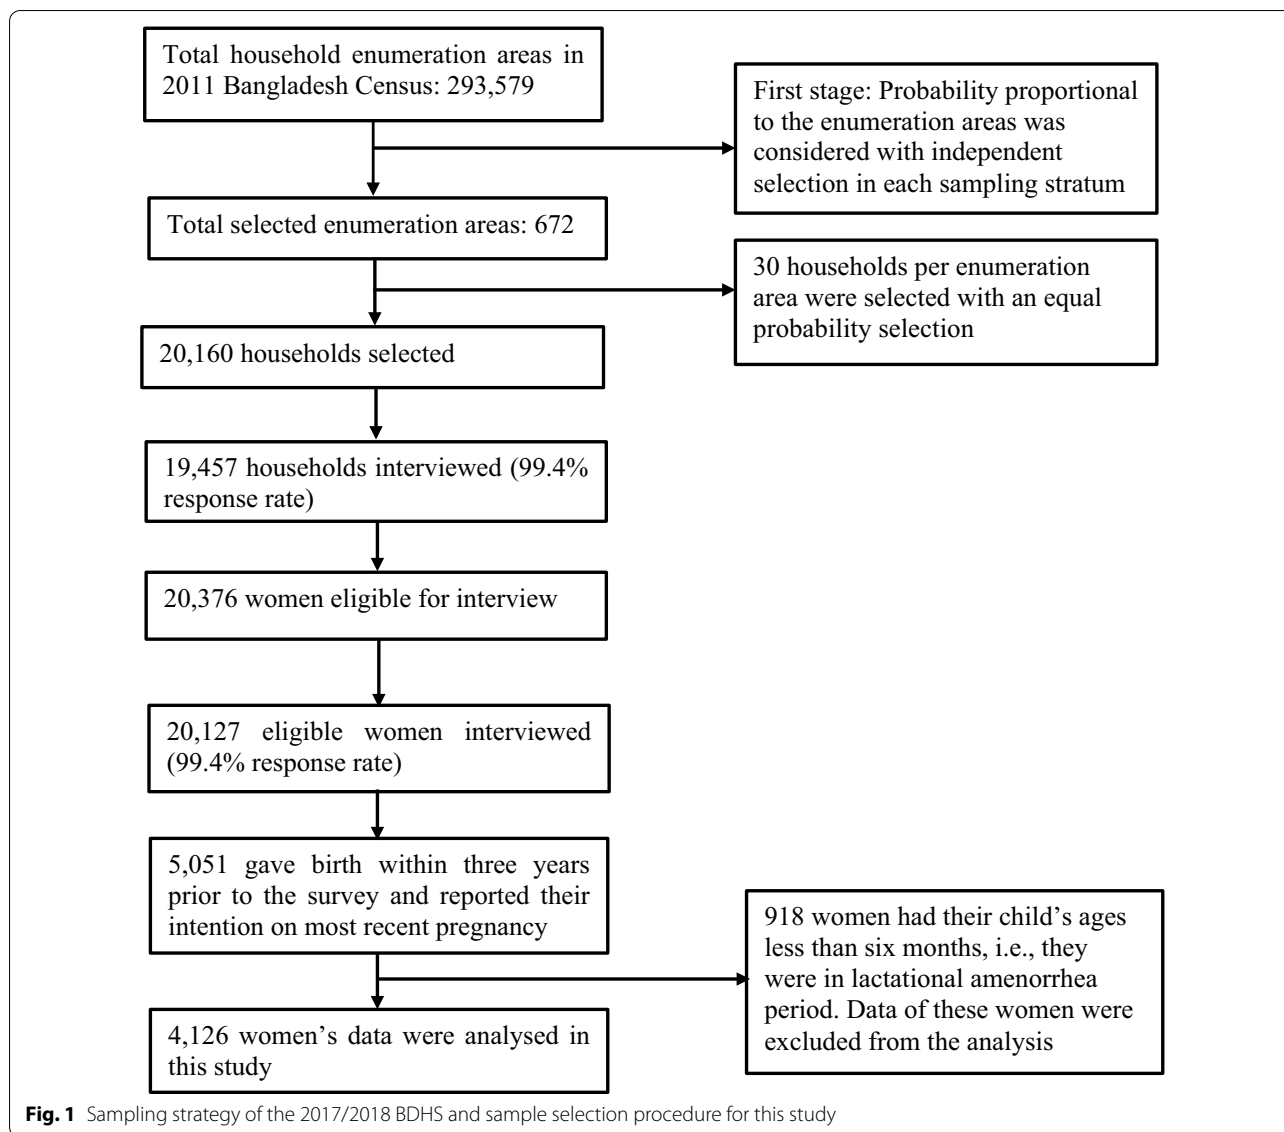 Total household enumeration areas in
2011 Bangladesh Census: 293,579
First stage: Probability proportional
to the enumeration areas was
considered with independent
selection in each sampling stratum
Total selected enumeration areas: 672
30 households per enumeration
area were selected with an equal
probability selection
20,160 households selected
19,457 households interviewed (99.4%
response rate)
20,376 women eligible for interview
20,127 eligible women interviewed
(99.4% response rate)
5,051 gave birth within three years
prior to the survey and reported their
intention on most recent pregnancy
918 women had their child’s ages
less than six months, i.e., they
were in lactational amenorrhea
period. Data of these women were
excluded from the analysis
4,126 women’s data were analysed in
this study
Fig. 1 Sampling strategy of the 2017/2018 BDHS and sample selection procedure for this study